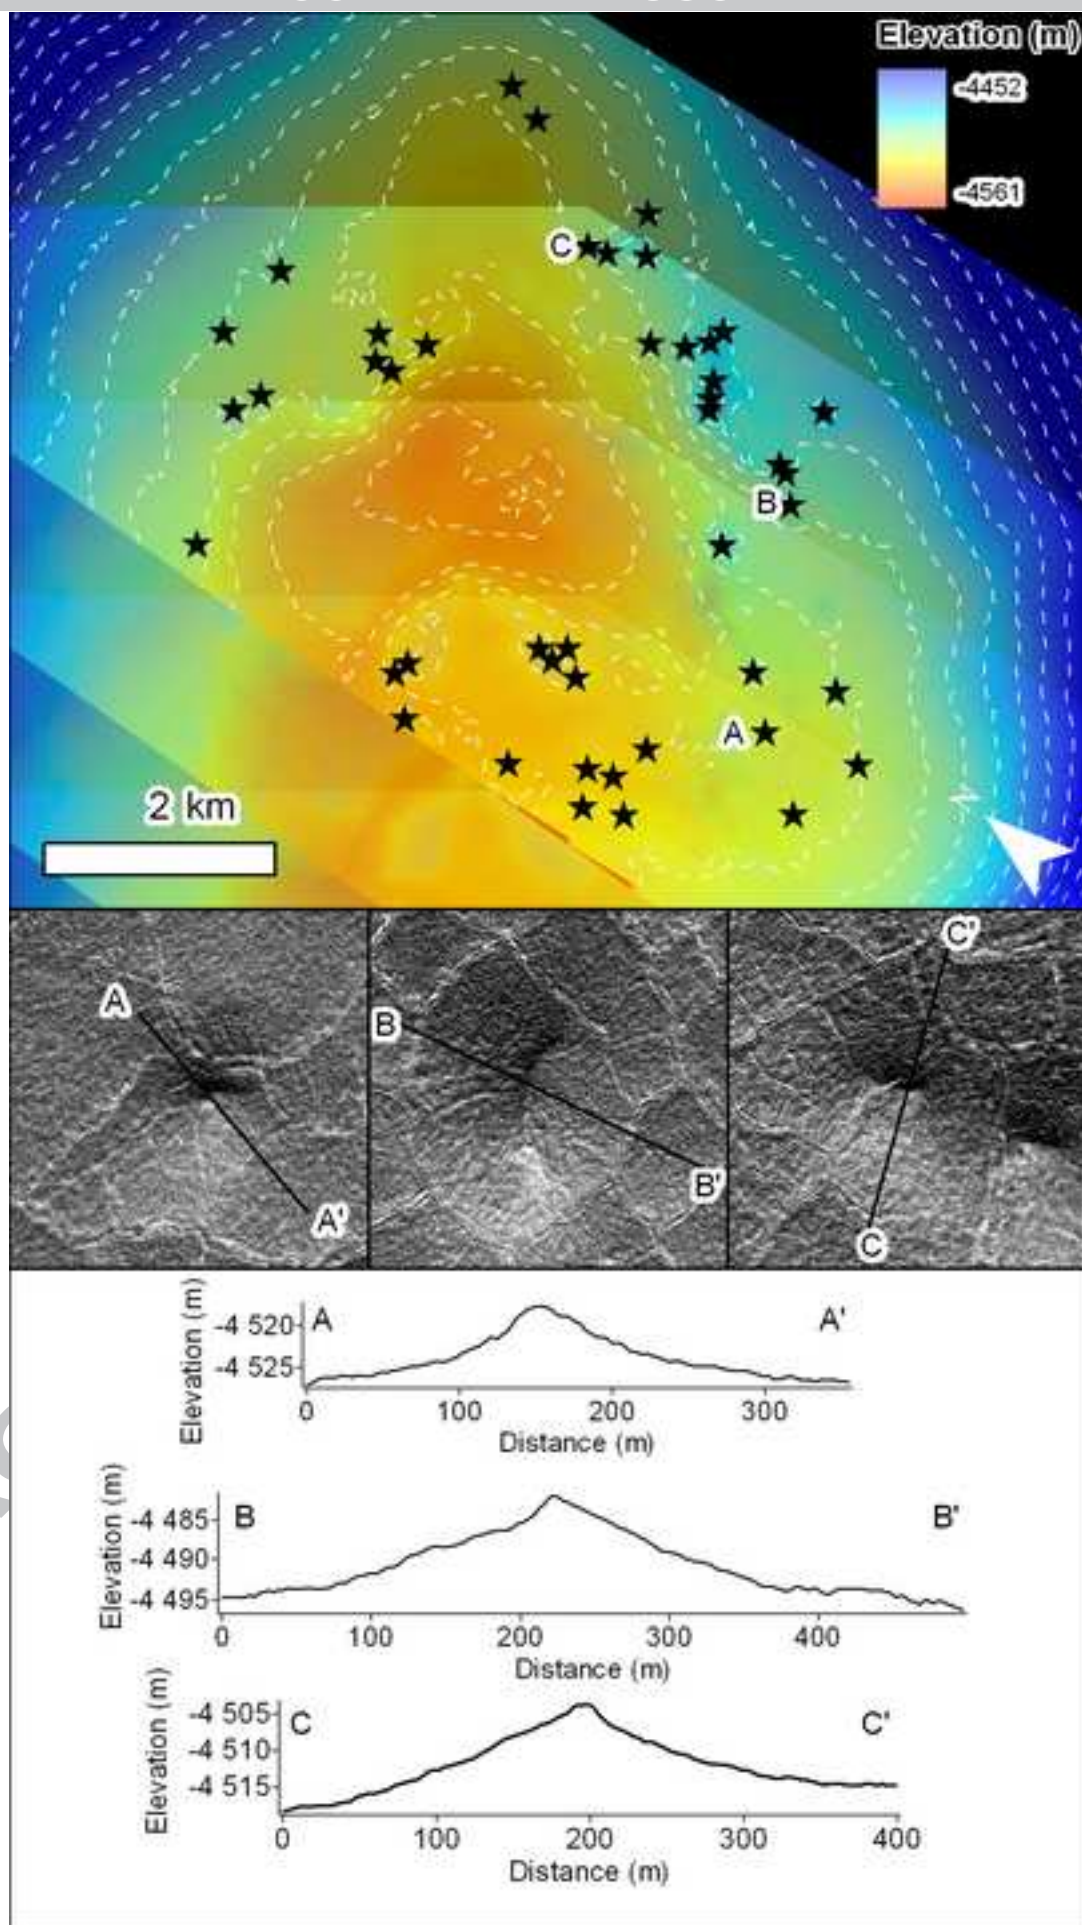 Elevation (m)
-4452
-4561
C
B
A
2 km
N
A
A'
B
B'
C'
C
Elevation (m)
-4 520
-4 525
A
A'
0 100 200 300
Distance (m)
Elevation (m)
-4 485
-4 490
-4 495
B
B'
0 100 200 300 400
Distance (m)
Elevation (m)
-4 505
-4 510
-4 515
C
C'
0 100 200 300 400
Distance (m)